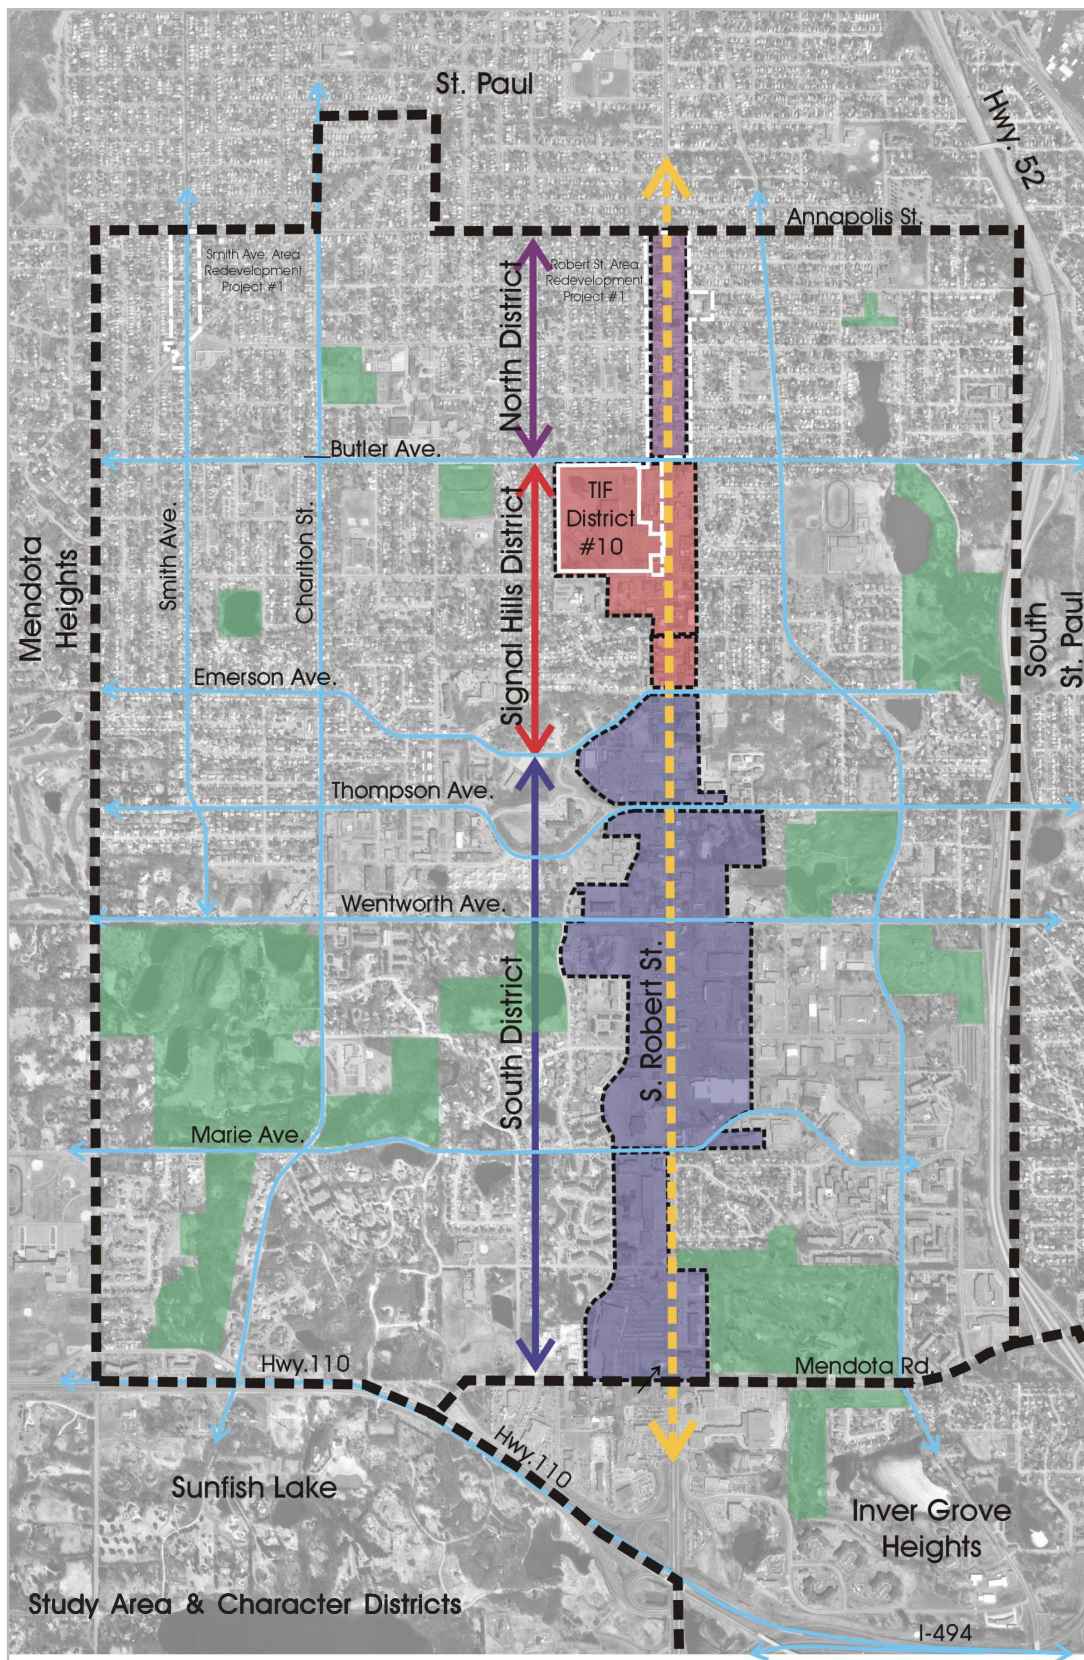 St. Paul
Hwy. 52
Annapolis St.
Smith Ave. Area
Redevelopment
Project #1
North District
Robert St. Area
Redevelopment
Project #1
Butler Ave.
TIF
District
#10
Signal Hills District
Mendota
Heights
Smith Ave.
Charlton St.
South
St. Paul
Emerson Ave.
Thompson Ave.
Wentworth Ave.
South District
S. Robert St.
Marie Ave.
Hwy.110
Mendota Rd.
Hwy.110
Sunfish Lake
Inver Grove
Heights
Study Area & Character Districts
I-494